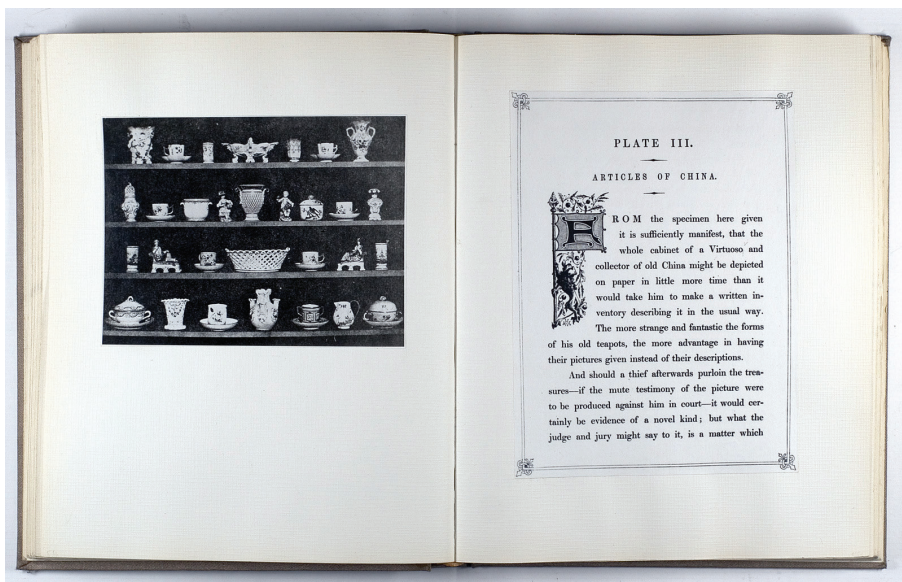 PLATE III.
ARTICLES OF CHINA.
FROM the specimen here given
it is sufficiently manifest, that the
whole cabinet of a Virtuoso and
collector of old China might be depicted
on paper in little more time than it
would take him to make a written in-
ventory describing it in the usual way.
The more strange and fantastic the forms
of his old teapots, the more advantage in having
their pictures given instead of their descriptions.
And should a thief afterwards purloin the trea-
sures—if the mute testimony of the picture were
to be produced against him in court—it would cer-
tainly be evidence of a novel kind; but what the
judge and jury might say to it, is a matter which